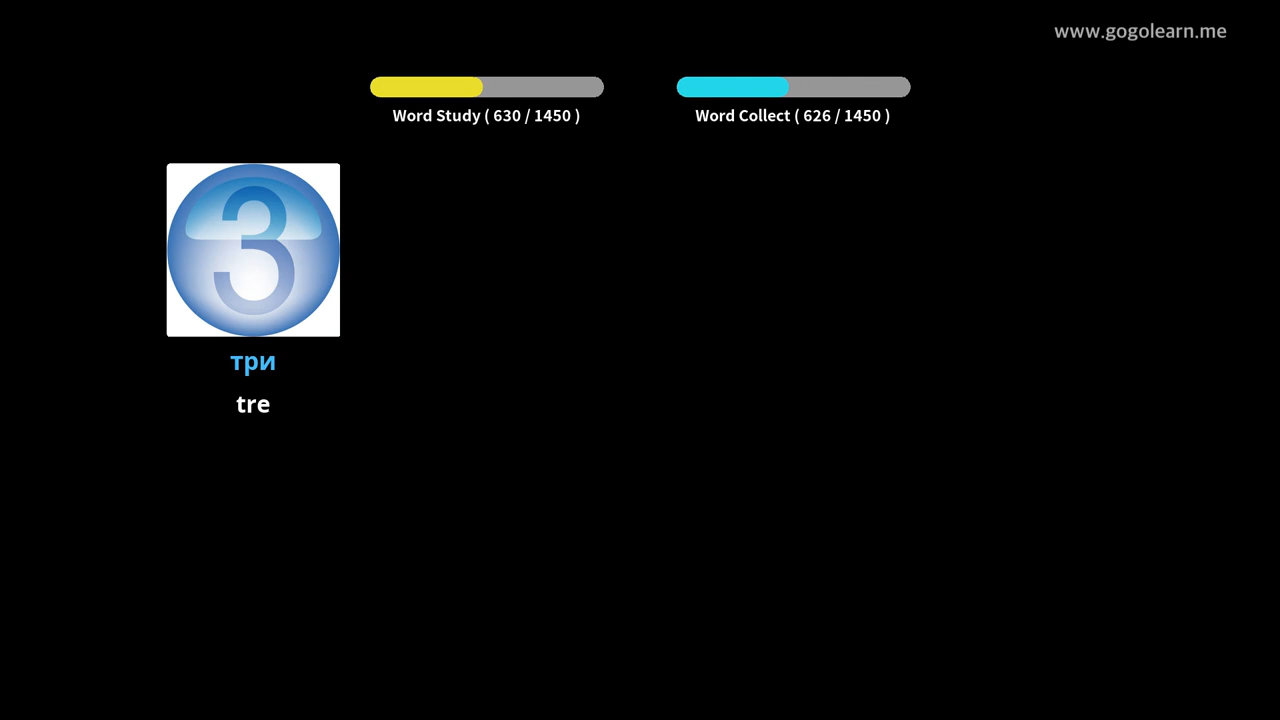 www.gogolearn.me
Word Study ( 630 / 1450 )
Word Collect ( 626 / 1450 )
3
три
tre